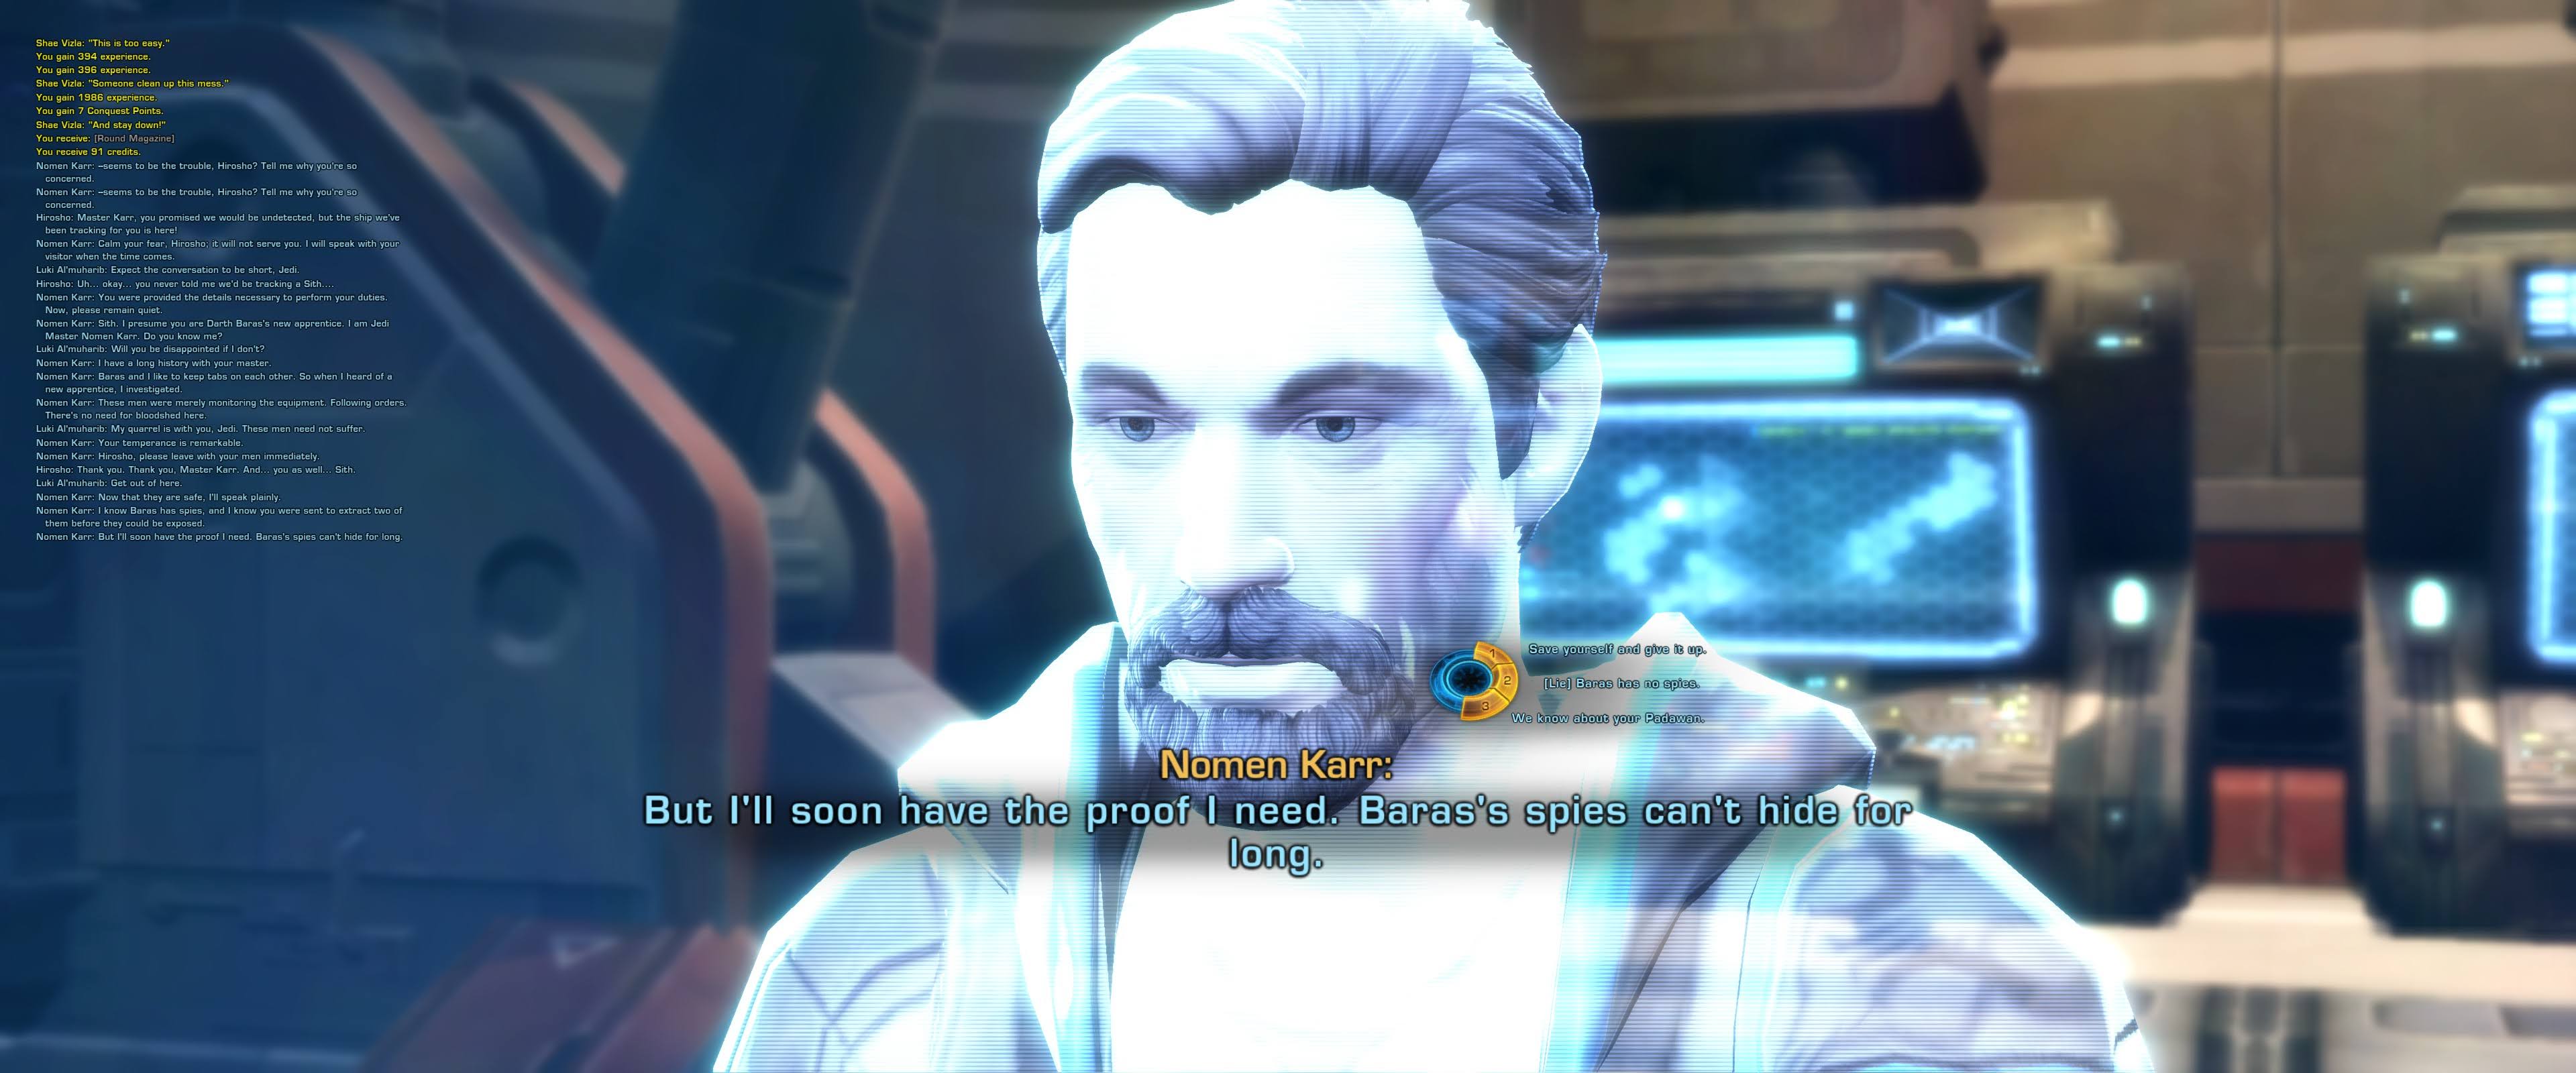 Shae Vizla: "This is too easy."
You gain 394 experience.
You gain 396 experience.
Shae Vizla: "Someone clean up this mess."
You gain 1986 experience.
You gain 7 Conquest Points.
Shae Vizla: "And stay down!"
You receive: [Round Magazine]
You receive 91 credits.
Nomen Karr: –seems to be the trouble, Hirosho? Tell me why you're so
concerned.
Nomen Karr: –seems to be the trouble, Hirosho? Tell me why you're so
concerned.
Hirosho: Master Karr, you promised we would be undetected, but the ship we've
been tracking for you is here!
Nomen Karr: Calm your fear, Hirosho; it will not serve you. I will speak with your
visitor when the time comes.
Luki Al'muharib: Expect the conversation to be short, Jedi.
Hirosho: Uh... okay... you never told me we'd be tracking a Sith....
Nomen Karr: You were provided the details necessary to perform your duties.
Now, please remain quiet.
Nomen Karr: Sith. I presume you are Darth Baras's new apprentice. I am Jedi
Master Nomen Karr. Do you know me?
Luki Al'muharib: Will you be disappointed if I don't?
Nomen Karr: I have a long history with your master.
Nomen Karr: Baras and I like to keep tabs on each other. So when I heard of a
new apprentice, I investigated.
Nomen Karr: These men were merely monitoring the equipment. Following orders.
There's no need for bloodshed here.
Luki Al'muharib: My quarrel is with you, Jedi. These men need not suffer.
Nomen Karr: Your temperance is remarkable.
Nomen Karr: Hirosho, please leave with your men immediately.
Hirosho: Thank you. Thank you, Master Karr. And... you as well... Sith.
Luki Al'muharib: Get out of here.
Nomen Karr: Now that they are safe, I'll speak plainly.
Nomen Karr: I know Baras has spies, and I know you were sent to extract two of
them before they could be exposed.
Nomen Karr: But I'll soon have the proof I need. Baras's spies can't hide for long.
1 Save yourself and give it up.
2 [Lie] Baras has no spies.
3 We know about your Padawan.
Nomen Karr:
But I'll soon have the proof I need. Baras's spies can't hide for
long.